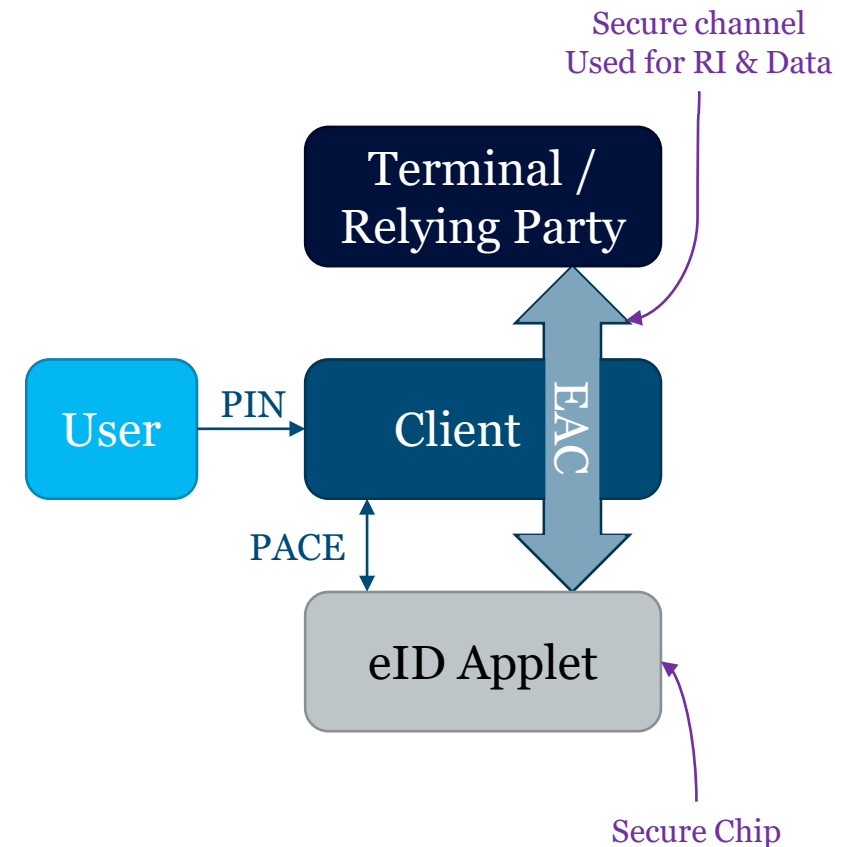 Secure channel
Used for RI & Data
Terminal /
Relying Party
User
PIN
Client
EAC
PACE
eID Applet
Secure Chip